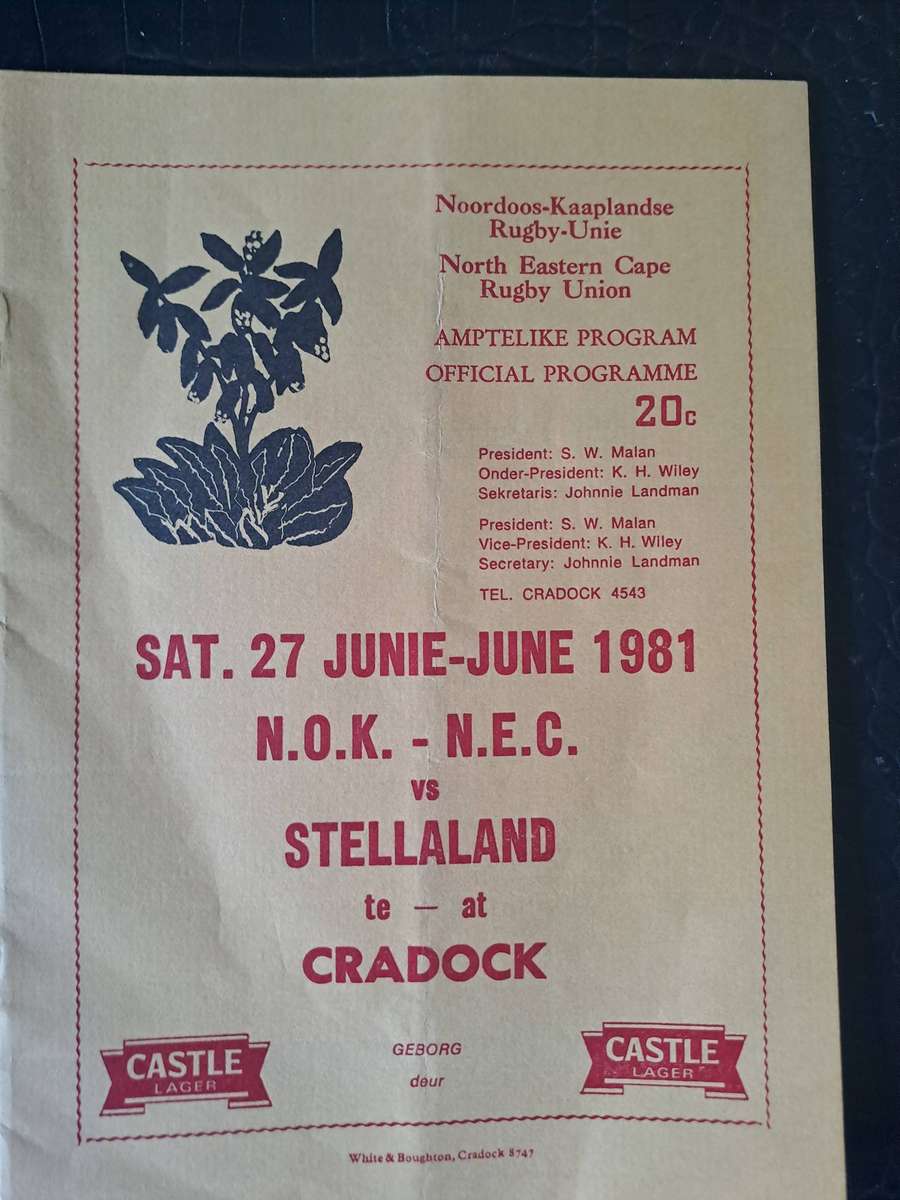 Noordoos-Kaaplandse
Rugby-Unie
North Eastern Cape
Rugby Union
AMPTELIKE PROGRAM
OFFICIAL PROGRAMME
20c
President: S. W. Malan
Onder-President: K. H. Wiley
Sekretaris: Johnnie Landman
President: S. W. Malan
Vice-President: K. H. Wiley
Secretary: Johnnie Landman
TEL. CRADOCK 4543
SAT. 27 JUNIE-JUNE 1981
N.O.K. - N.E.C.
vs
STELLALAND
te — at
CRADOCK
CASTLE
LAGER
GEBORG
deur
CASTLE
LAGER
White & Boughton, Cradock 8747